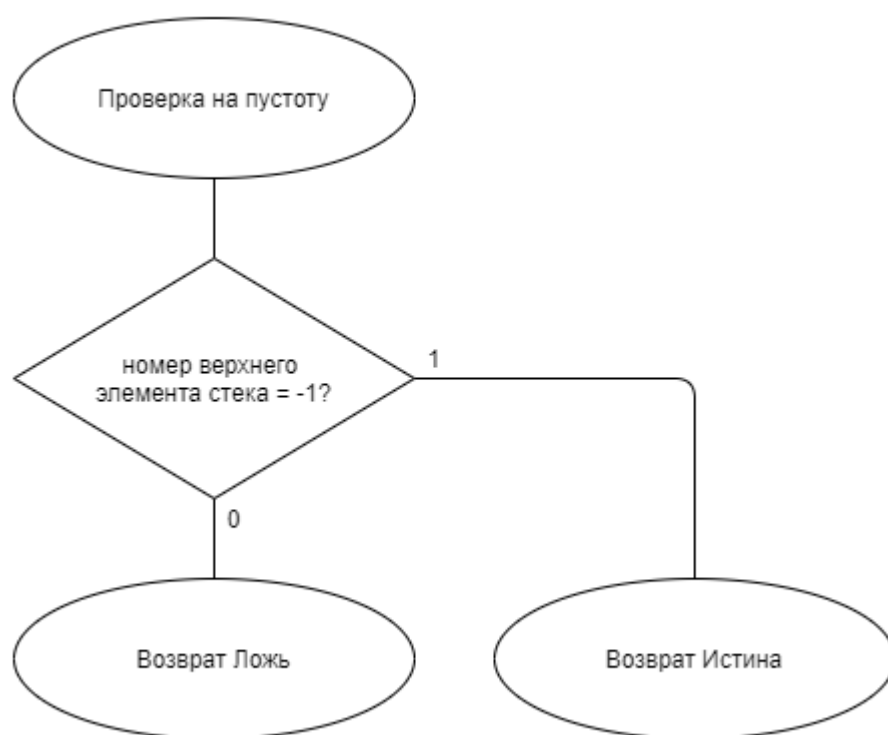 Проверка на пустоту
номер верхнего
элемента стека = -1?
1
0
Возврат Ложь
Возврат Истина